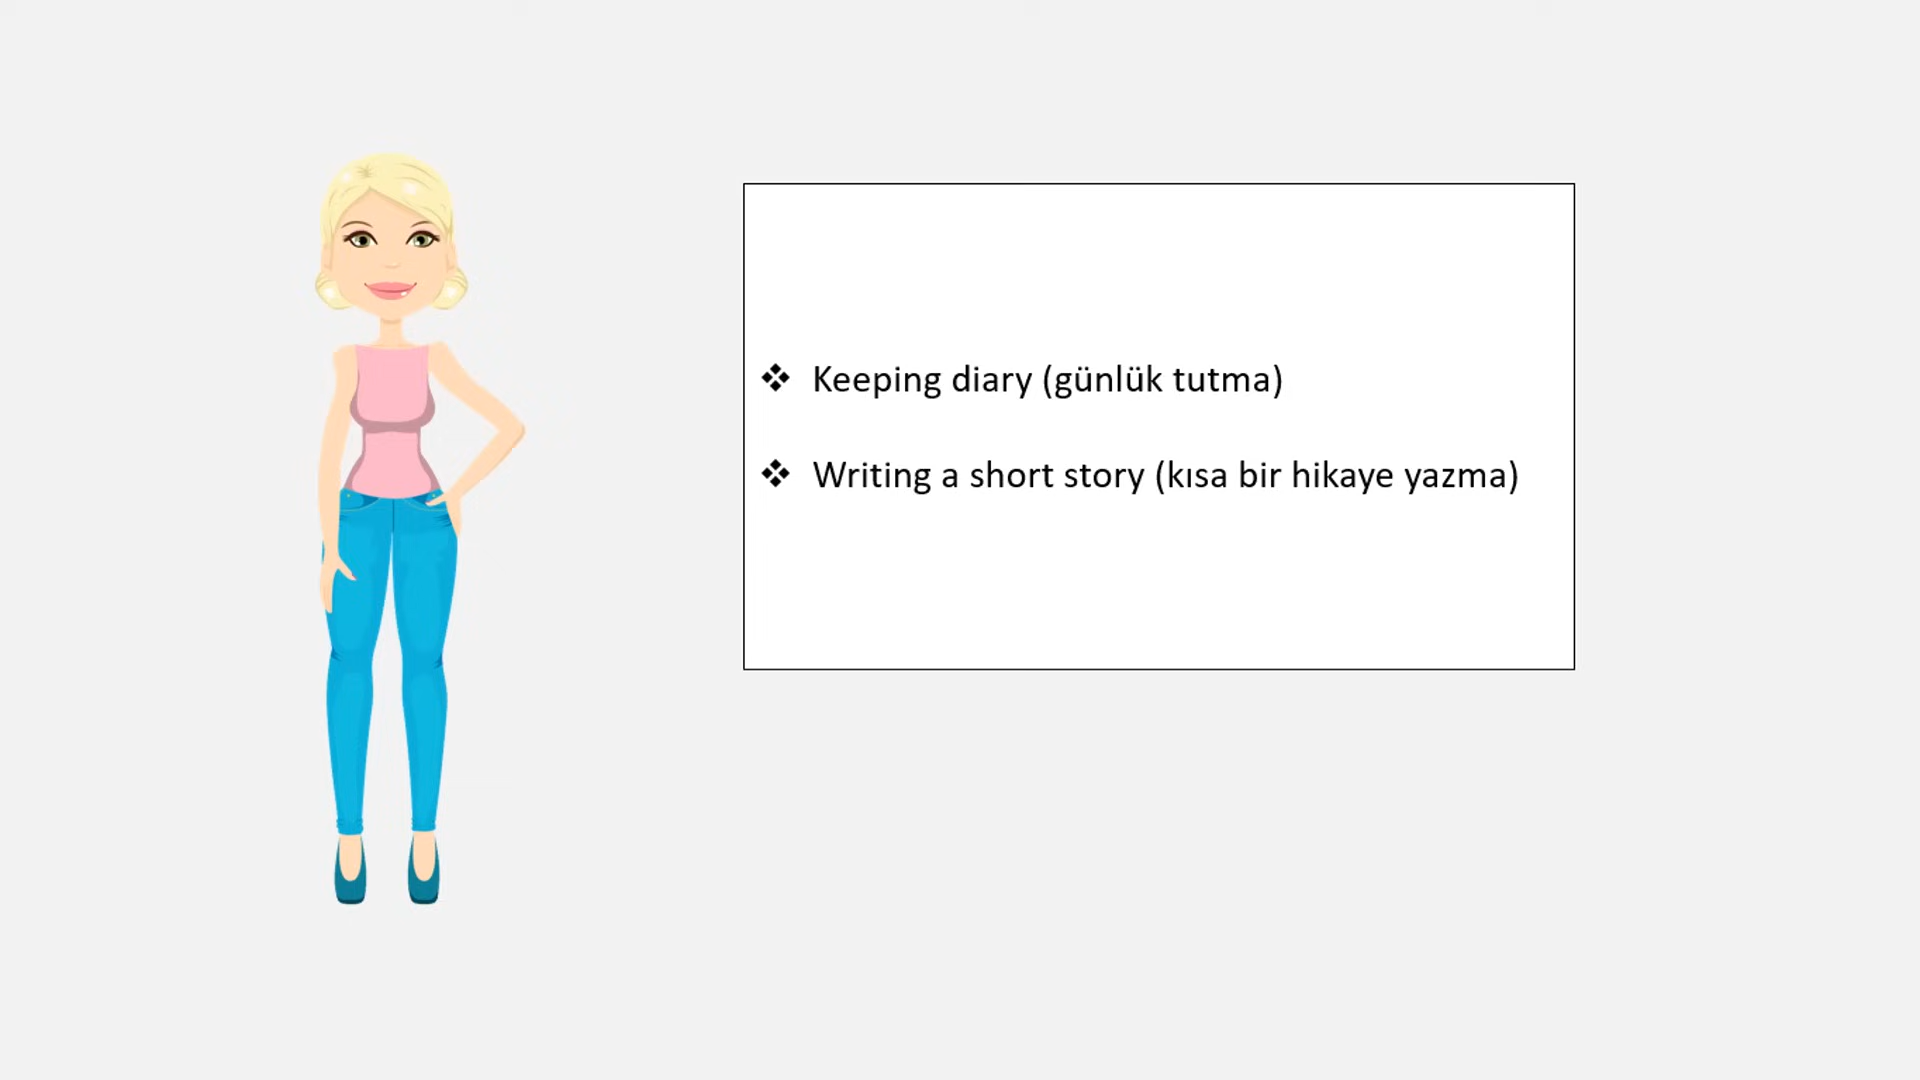 ❖ Keeping diary (günlük tutma)
❖ Writing a short story (kısa bir hikaye yazma)